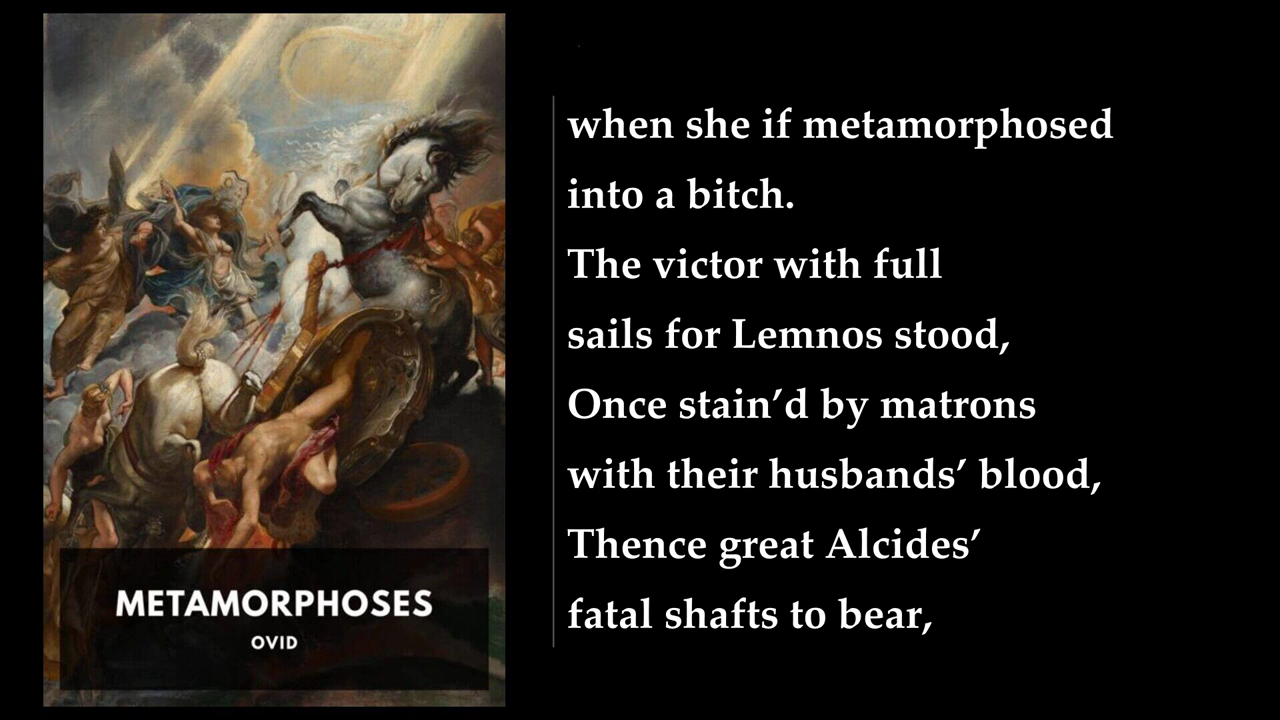 METAMORPHOSES
OVID
when she if metamorphosed
into a bitch.
The victor with full
sails for Lemnos stood,
Once stain’d by matrons
with their husbands’ blood,
Thence great Alcides’
fatal shafts to bear,